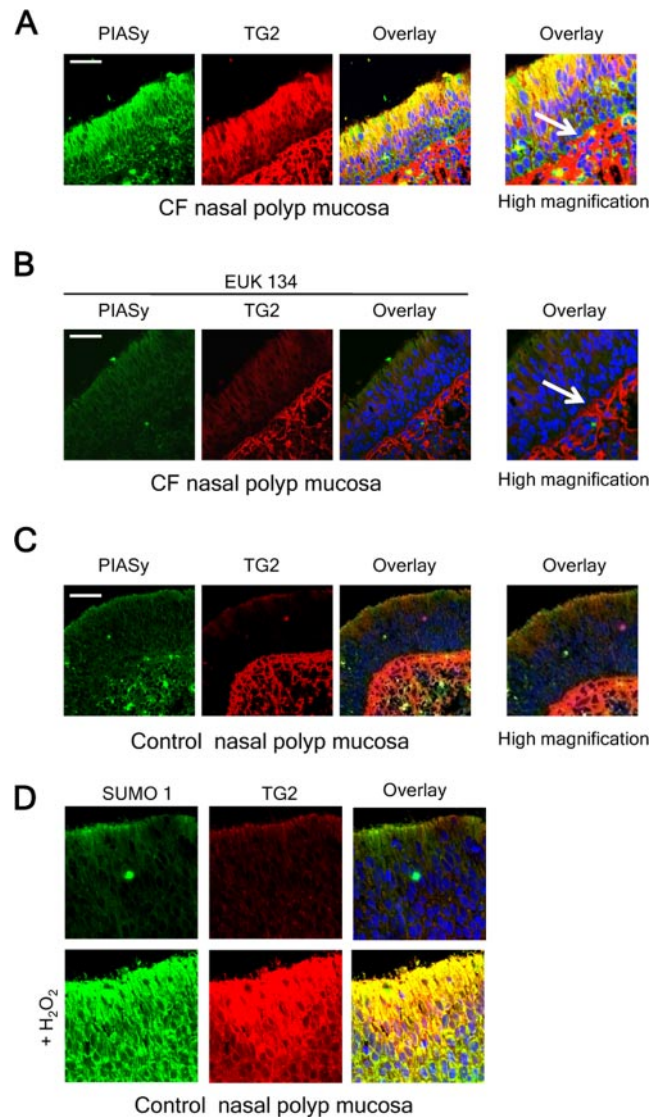 A
PIASy TG2 Overlay Overlay
CF nasal polyp mucosa High magnification
B
EUK 134
PIASy TG2 Overlay Overlay
CF nasal polyp mucosa High magnification
C
PIASy TG2 Overlay Overlay
Control nasal polyp mucosa High magnification
D
SUMO 1 TG2 Overlay
+ H₂O₂
Control nasal polyp mucosa